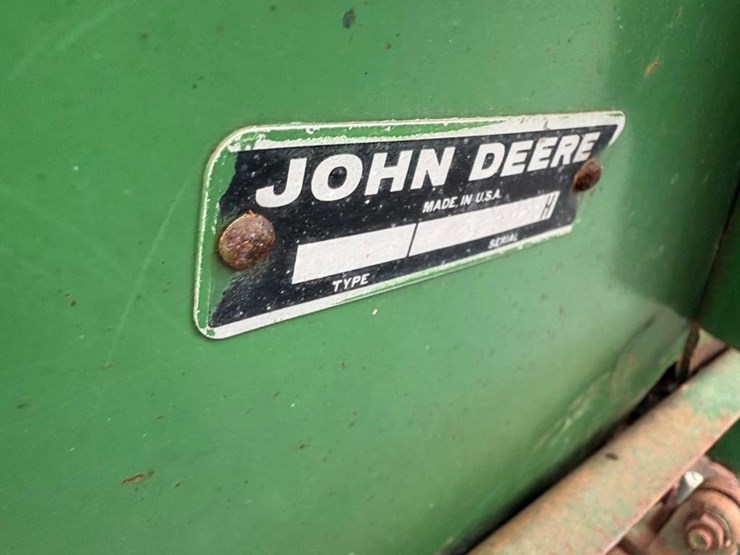 JOHN DEERE
MADE IN U.S.A.
H
TYPE SERIAL